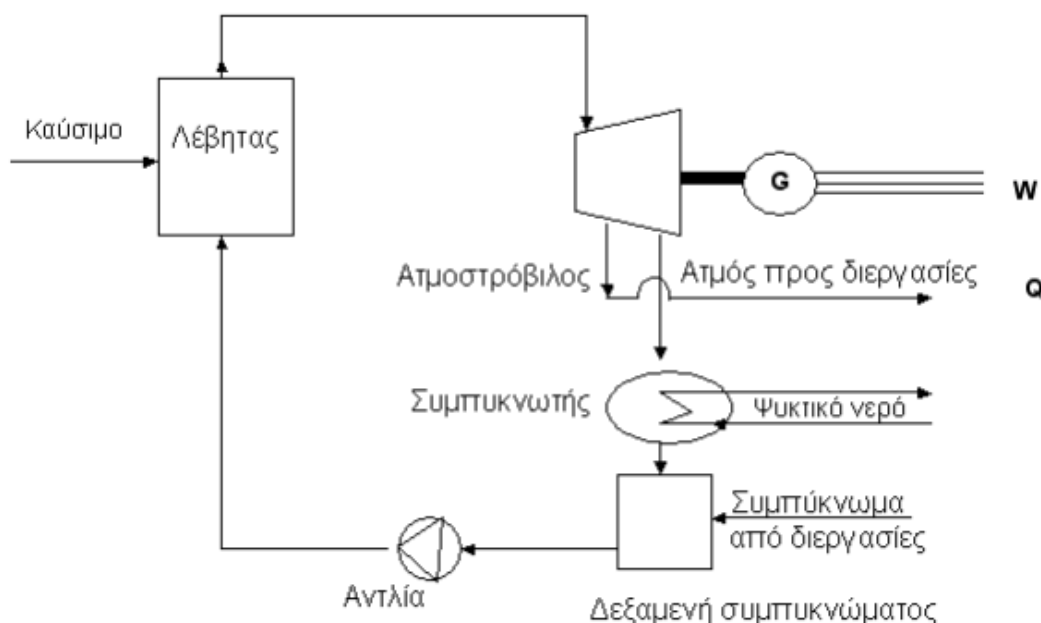 Καύσιμο
Λέβητας
G
W
Ατμοστρόβιλος
Ατμός προς διεργασίες
Q
Συμπυκνωτής
Ψυκτικό νερό
Συμπύκνωμα
από διεργασίες
Αντλία
Δεξαμενή συμπυκνώματος